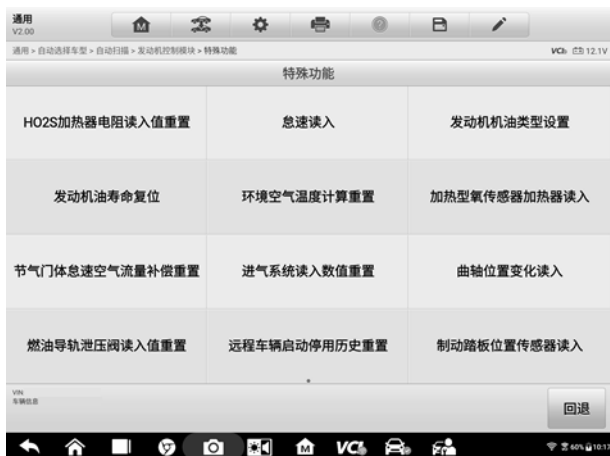 通用
V2.00
通用 > 自动选择车型 > 自动扫描 > 发动机控制模块 > 特殊功能
VCI 12.1V
特殊功能
HO2S加热器电阻读入值重置
怠速读入
发动机机油类型设置
发动机油寿命复位
环境空气温度计算重置
加热型氧传感器加热器读入
节气门体怠速空气流量补偿重置
进气系统读入数值重置
曲轴位置变化读入
燃油导轨泄压阀读入值重置
远程车辆启动停用历史重置
制动踏板位置传感器读入
VIN:
车辆信息
回退
VCI
60% 10:17